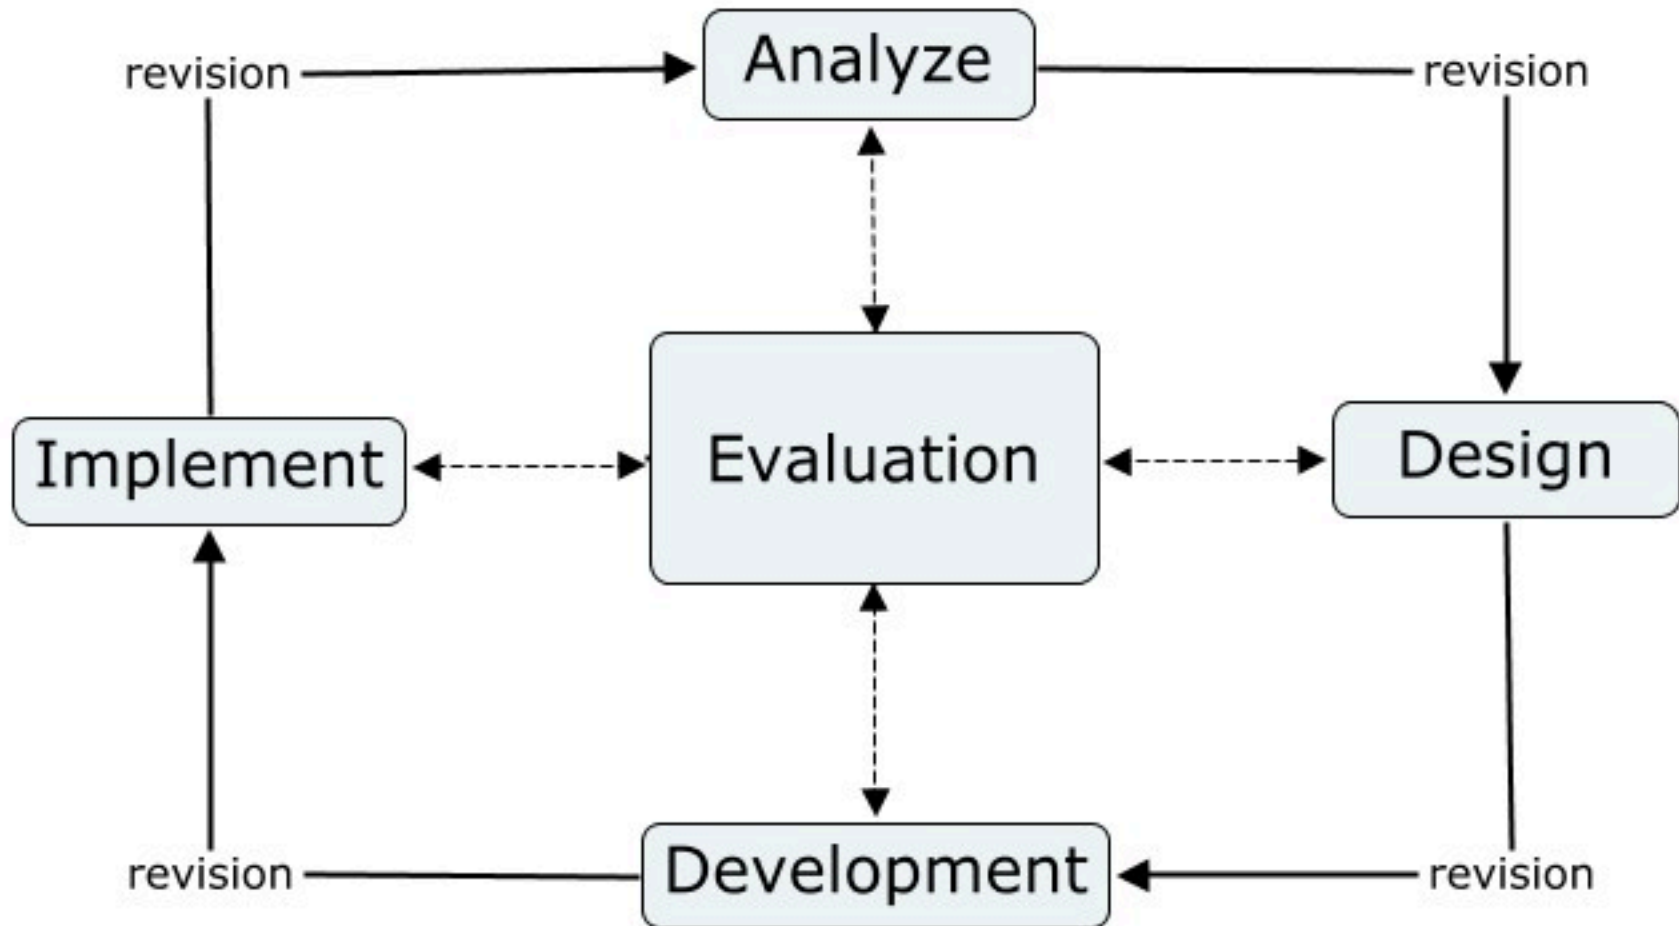 Analyze
revision
revision
Implement
Evaluation
Design
Development
revision
revision